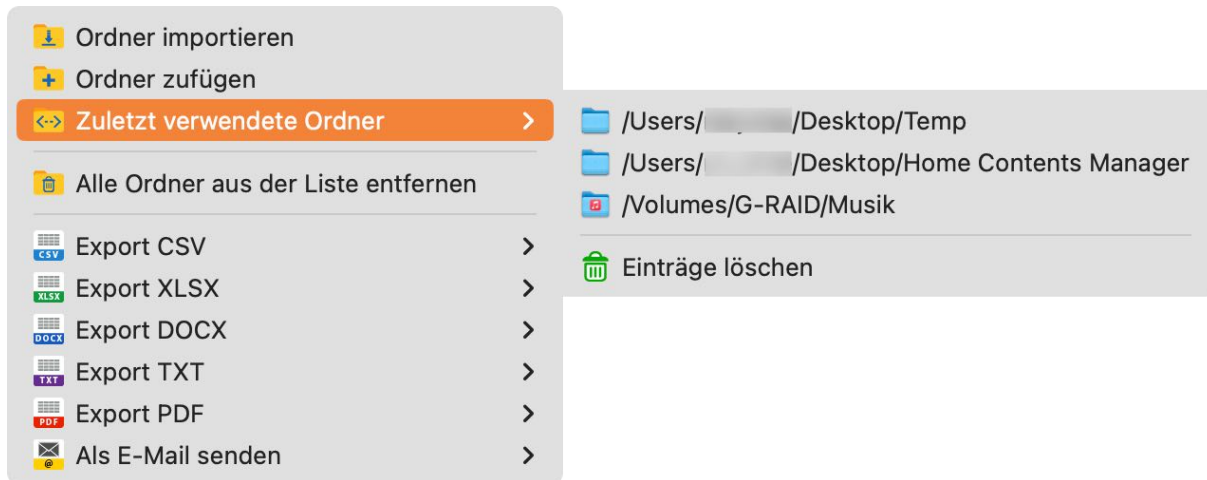 Ordner importieren
Ordner zufügen
Zuletzt verwendete Ordner
Alle Ordner aus der Liste entfernen
CSV Export CSV
XLSX Export XLSX
DOCX Export DOCX
TXT Export TXT
PDF Export PDF
@ Als E-Mail senden
/Users/ /Desktop/Temp
/Users/ /Desktop/Home Contents Manager
/Volumes/G-RAID/Musik
Einträge löschen